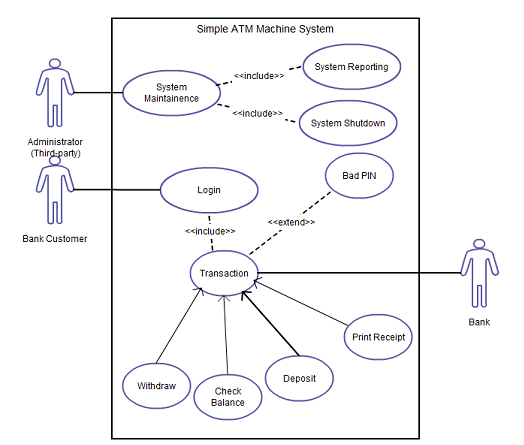 Simple ATM Machine System
System Reporting
<<include>>
System
Maintainence
<<include>>
System Shutdown
Administrator
(Third-party)
Bad PIN
Login
Bank Customer
<<include>>
<<extend>>
Transaction
Bank
Print Receipt
Withdraw
Check
Balance
Deposit